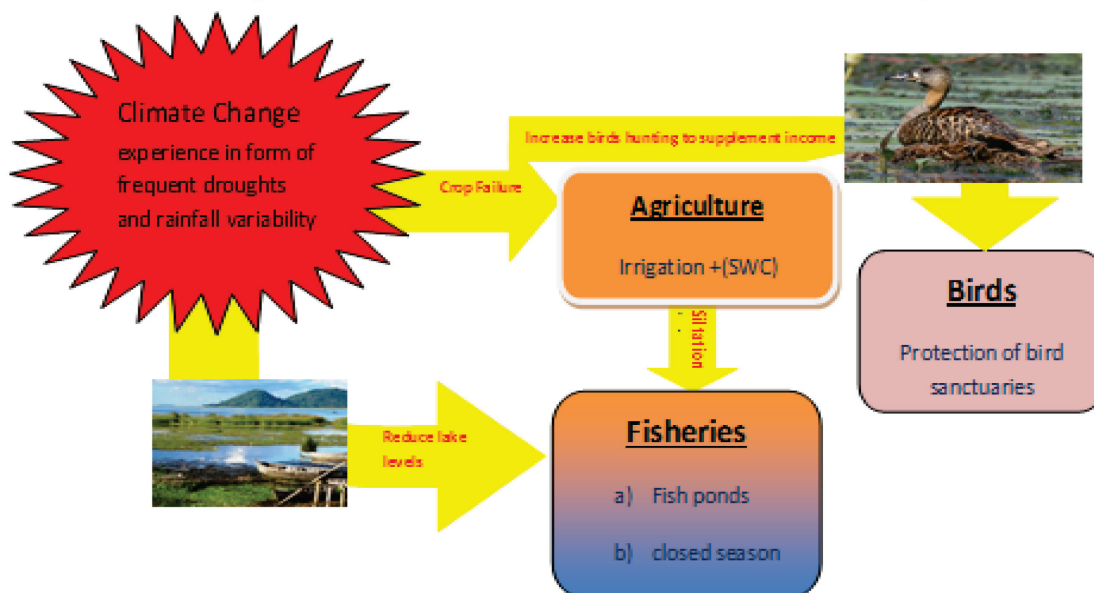 Climate Change
experience in form of
frequent droughts
and rainfall variability
Increase birds hunting to supplement income
Crop Failure
Agriculture
Irrigation +(SWC)
Siltation
Birds
Protection of bird
sanctuaries
Reduce lake
levels
Fisheries
a) Fish ponds
b) closed season